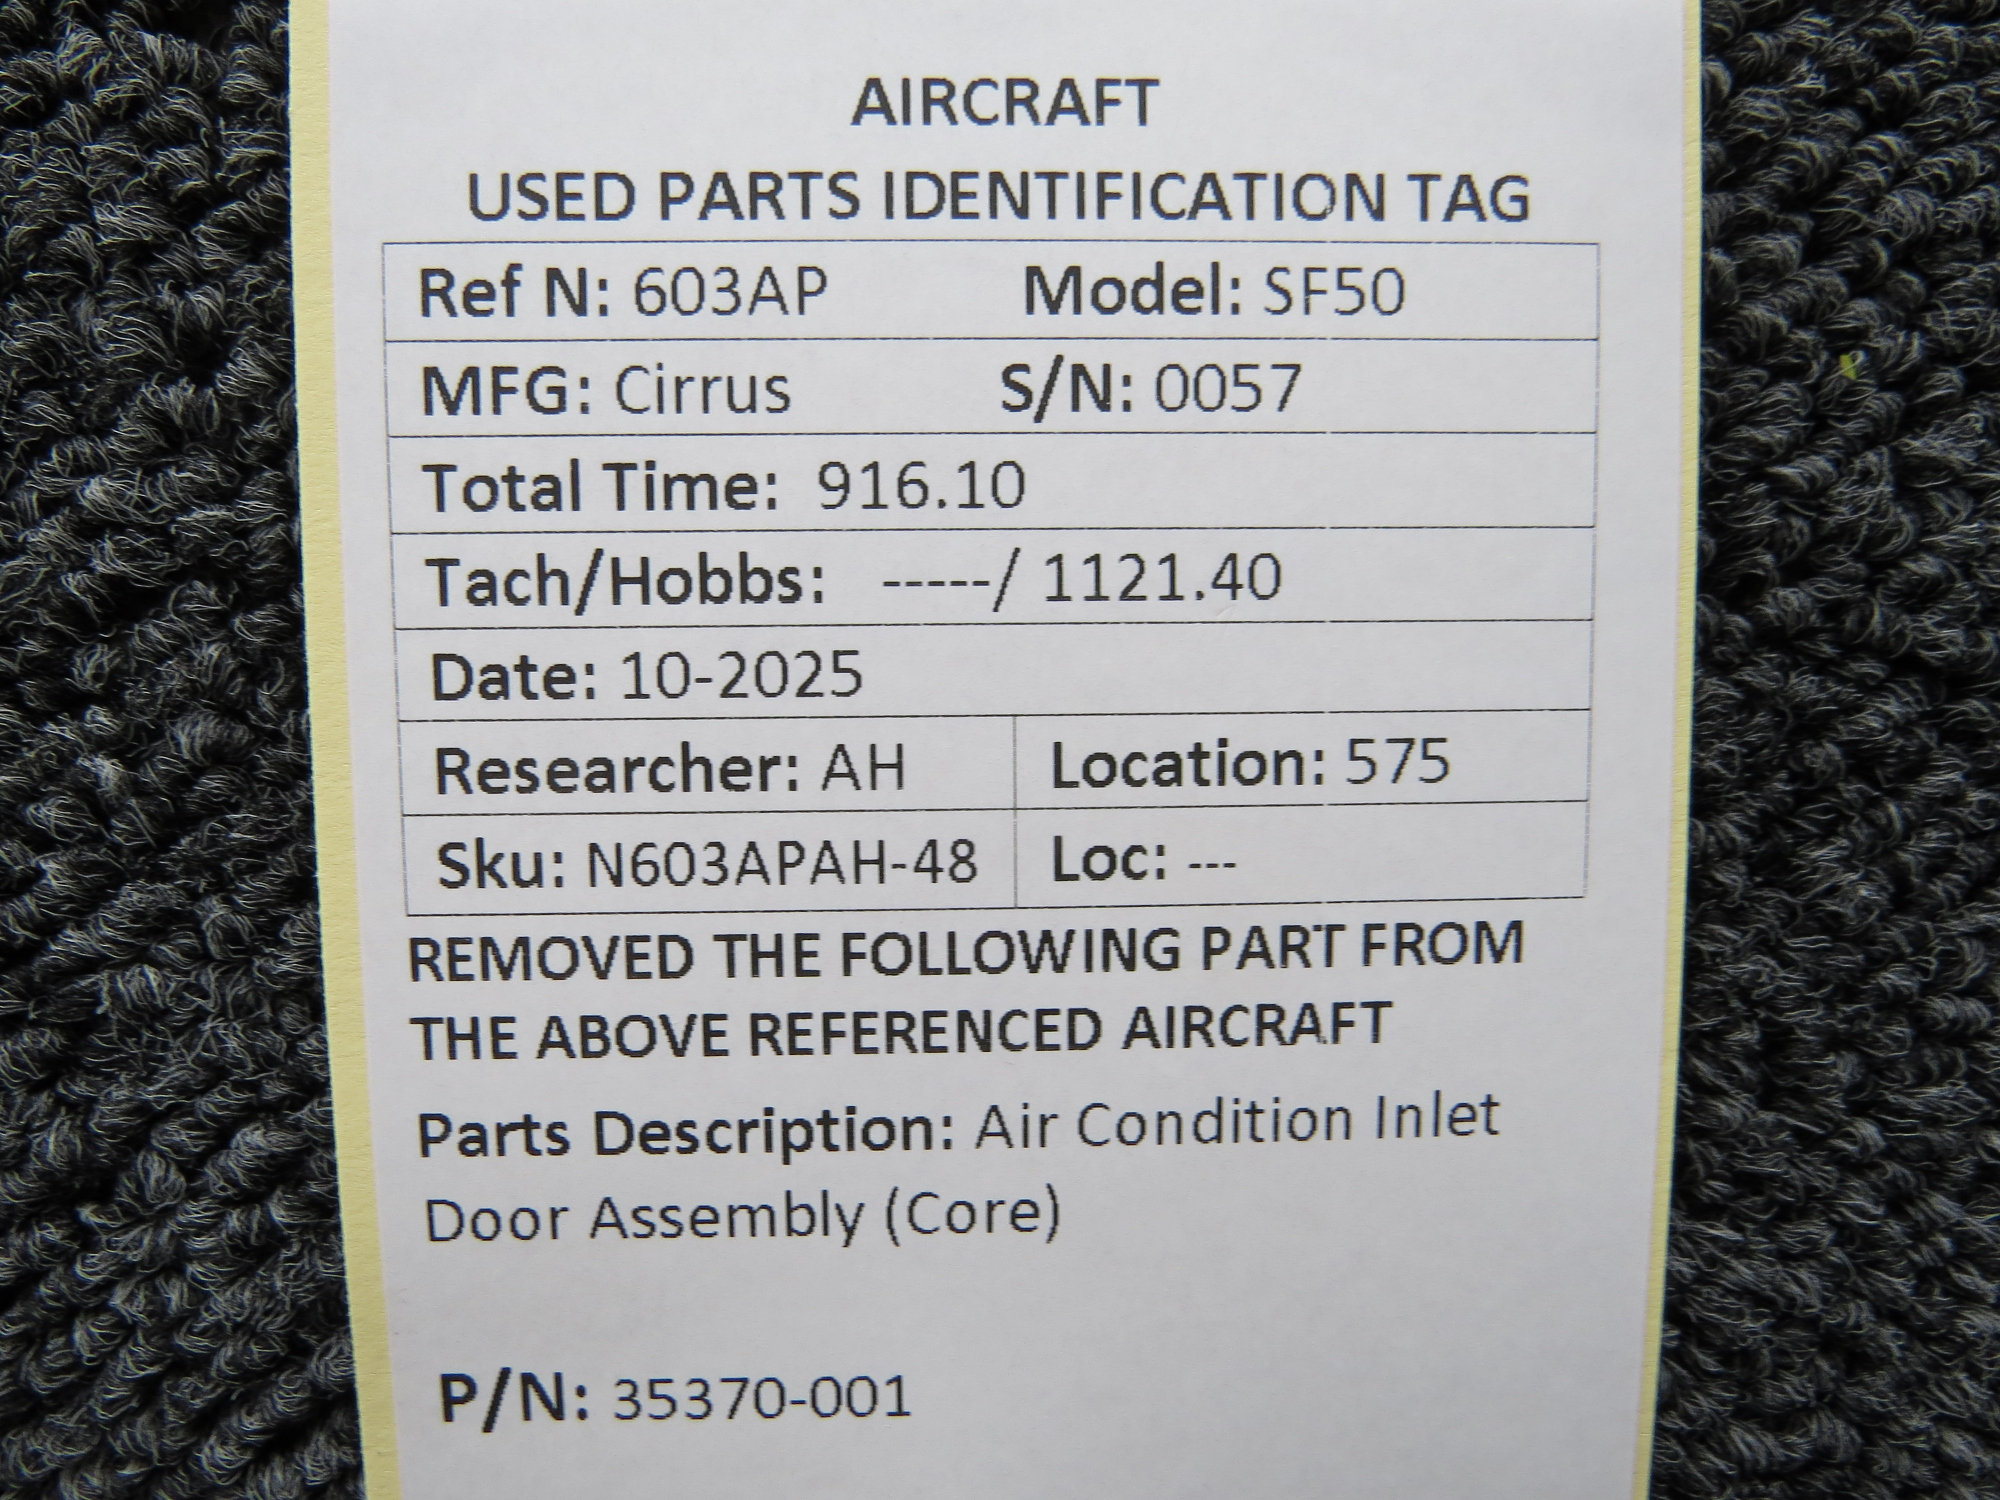 AIRCRAFT
USED PARTS IDENTIFICATION TAG
Ref N: 603AP Model: SF50
MFG: Cirrus S/N: 0057
Total Time: 916.10
Tach/Hobbs: -----/ 1121.40
Date: 10-2025
Researcher: AH Location: 575
Sku: N603APAH-48 Loc: ---
REMOVED THE FOLLOWING PART FROM
THE ABOVE REFERENCED AIRCRAFT
Parts Description: Air Condition Inlet
Door Assembly (Core)
P/N: 35370-001